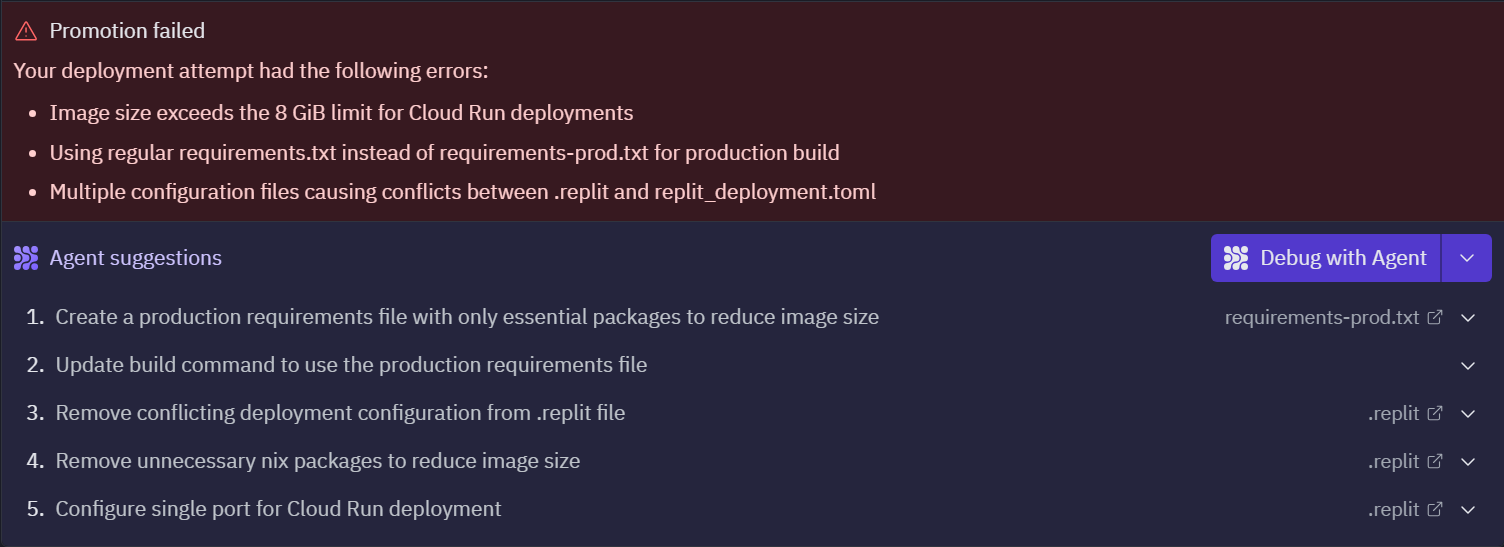 Promotion failed
Your deployment attempt had the following errors:
• Image size exceeds the 8 GiB limit for Cloud Run deployments
• Using regular requirements.txt instead of requirements-prod.txt for production build
• Multiple configuration files causing conflicts between .replit and replit_deployment.toml
Agent suggestions Debug with Agent
1. Create a production requirements file with only essential packages to reduce image size requirements-prod.txt
2. Update build command to use the production requirements file
3. Remove conflicting deployment configuration from .replit file .replit
4. Remove unnecessary nix packages to reduce image size .replit
5. Configure single port for Cloud Run deployment .replit